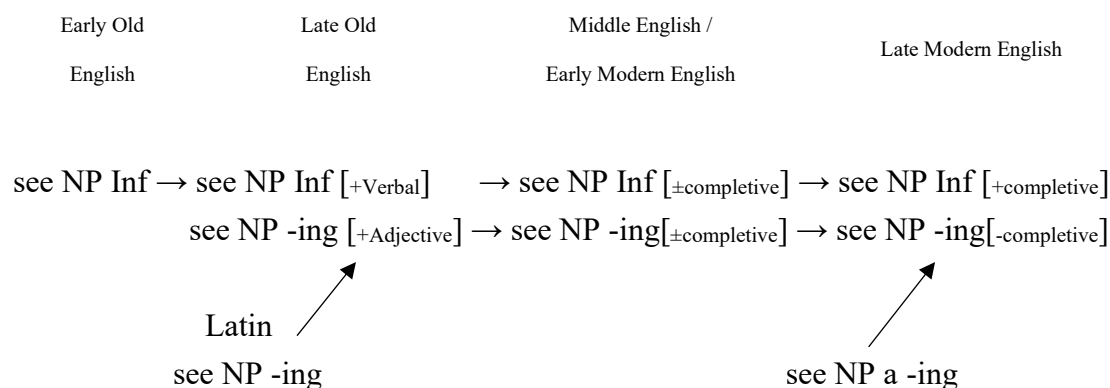 Early Old
English
Late Old
English
Middle English /
Early Modern English
Late Modern English
see NP Inf → see NP Inf [+Verbal] → see NP Inf [±completive] → see NP Inf [+completive]
see NP -ing [+Adjective] → see NP -ing[±completive] → see NP -ing[-completive]
Latin
see NP -ing
see NP a -ing